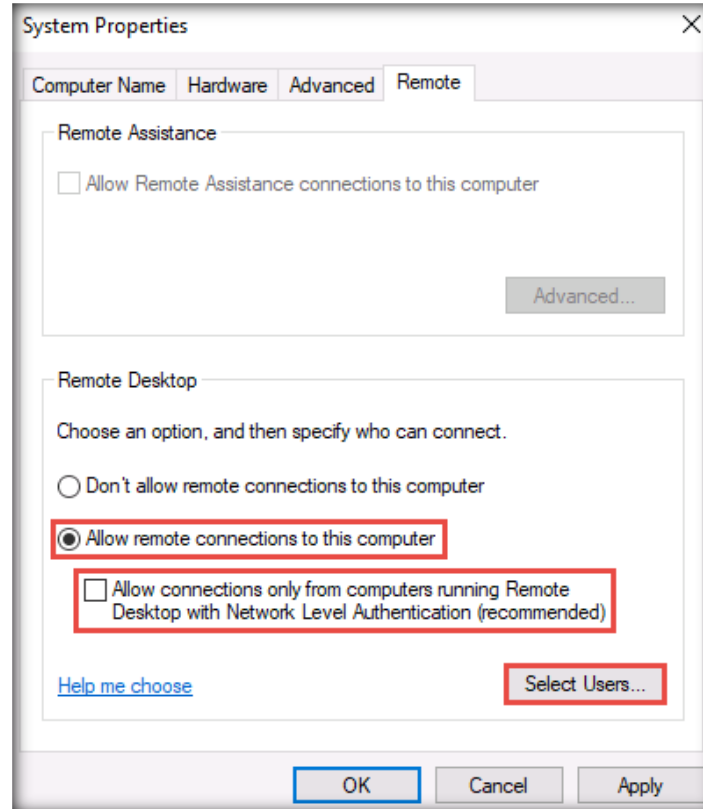 System Properties
Computer Name
Hardware
Advanced
Remote
Remote Assistance
Allow Remote Assistance connections to this computer
Advanced...
Remote Desktop
Choose an option, and then specify who can connect.
Don't allow remote connections to this computer
Allow remote connections to this computer
Allow connections only from computers running Remote
Desktop with Network Level Authentication (recommended)
Help me choose
Select Users...
OK
Cancel
Apply